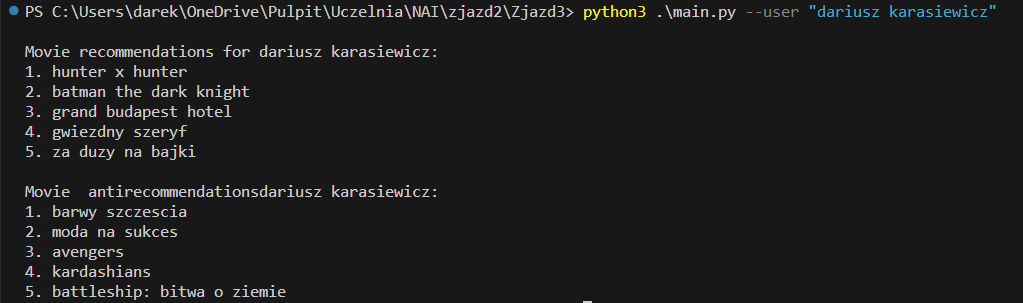 PS C:\Users\darek\OneDrive\Pulpit\Uczelnia\NAI\zjazd2\Zjazd3> python3 .\main.py --user "dariusz karasiewicz"
Movie recommendations for dariusz karasiewicz:
1. hunter x hunter
2. batman the dark knight
3. grand budapest hotel
4. gwiezdny szeryf
5. za duzy na bajki
Movie  antirecommendationsdariusz karasiewicz:
1. barwy szczescia
2. moda na sukces
3. avengers
4. kardashians
5. battleship: bitwa o ziemie